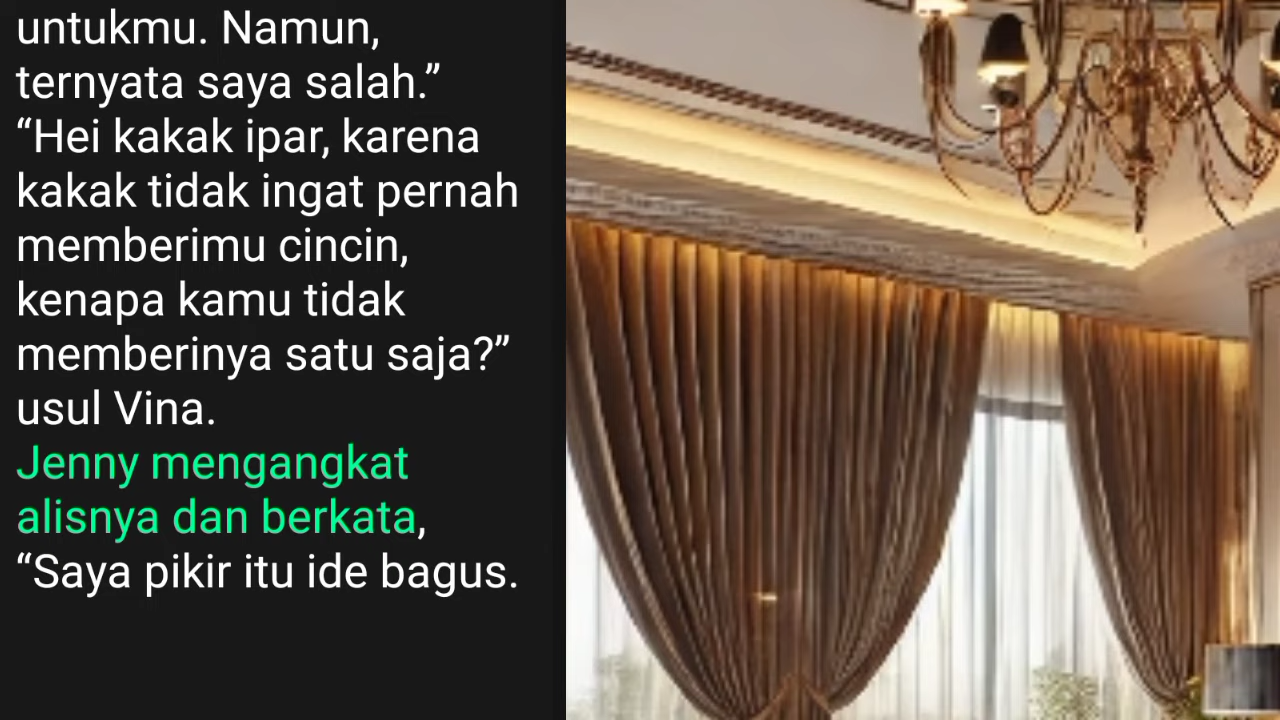 untukmu. Namun,
ternyata saya salah.”
“Hei kakak ipar, karena
kakak tidak ingat pernah
memberimu cincin,
kenapa kamu tidak
memberinya satu saja?”
usul Vina.
Jenny mengangkat
alisnya dan berkata,
“Saya pikir itu ide bagus.